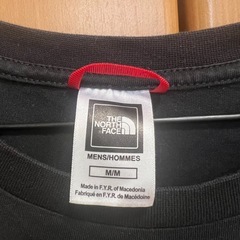 THE
NORTH
FACE
MENS/HOMMES
M/M
Made in F.Y.R. of Macedonia
Fabriqué en F.Y.R. de Macédoine